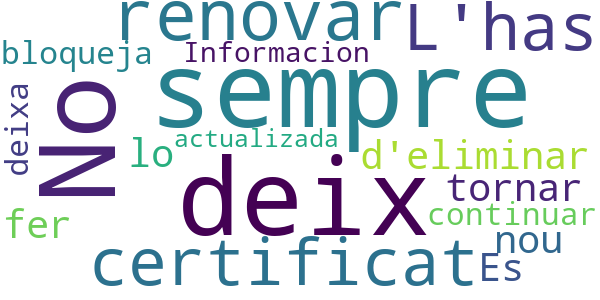 renovar L'has
bloqueja Informacion
sempre
deixa No lo actualizada d'eliminar
deix tornar
fer continuar
certificat nou
Es